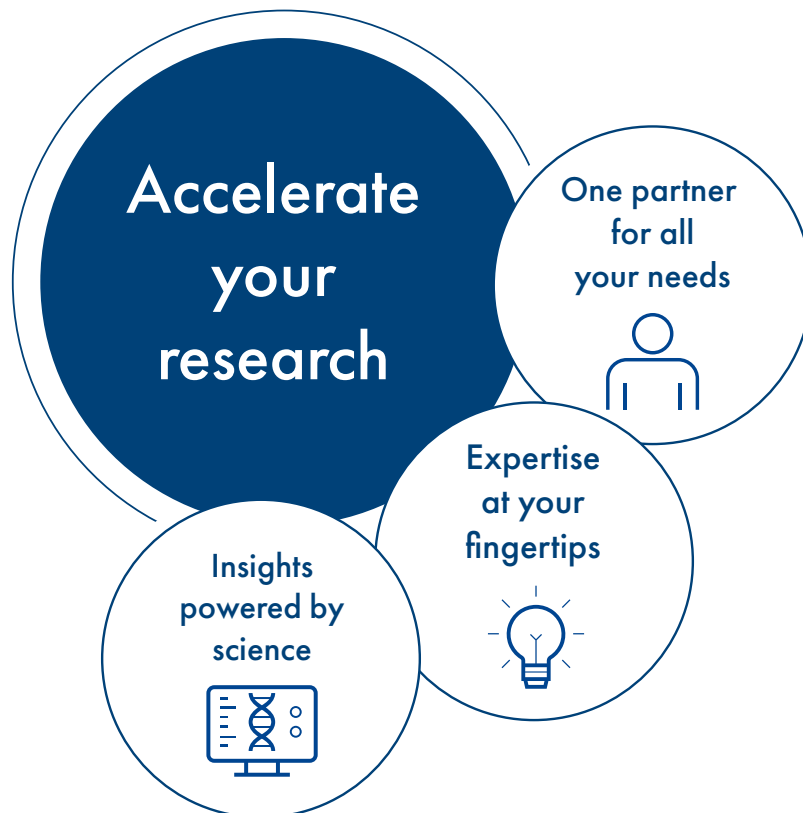 Accelerate
your
research
One partner
for all
your needs
Expertise
at your
fingertips
Insights
powered by
science